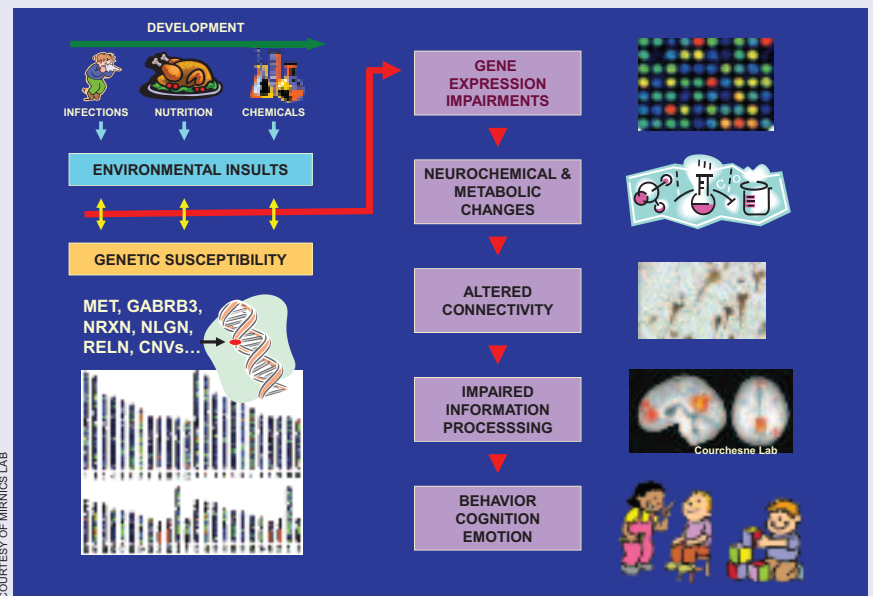 DEVELOPMENT
INFECTIONS
NUTRITION
CHEMICALS
ENVIRONMENTAL INSULTS
GENETIC SUSCEPTIBILITY
MET, GABRB3,
NRXN, NLGN,
RELN, CNVs...
GENE
EXPRESSION
IMPAIRMENTS
NEUROCHEMICAL &
METABOLIC
CHANGES
ALTERED
CONNECTIVITY
IMPAIRED
INFORMATION
PROCESSSING
Courchesne Lab
BEHAVIOR
COGNITION
EMOTION
COURTESY OF MIRNICS LAB